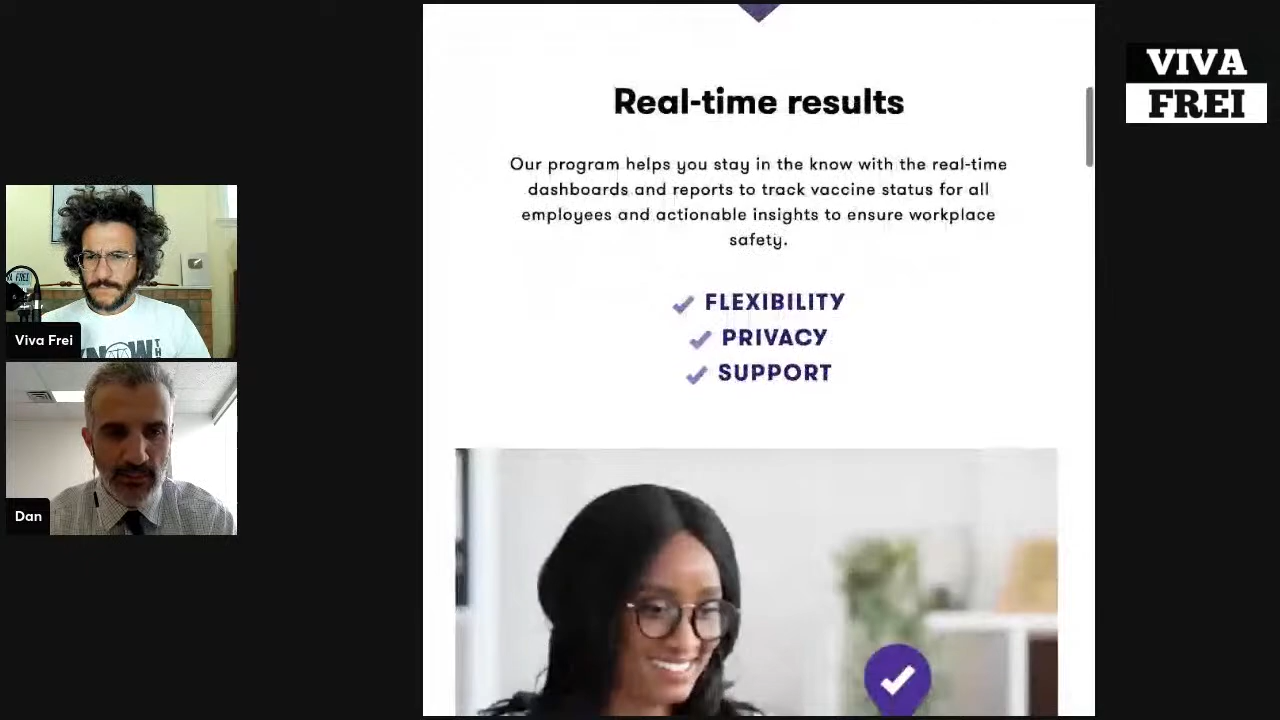 VIVA
FREI
Real-time results
Our program helps you stay in the know with the real-time
dashboards and reports to track vaccine status for all
employees and actionable insights to ensure workplace
safety.
FLEXIBILITY
PRIVACY
SUPPORT
Viva Frei
Dan